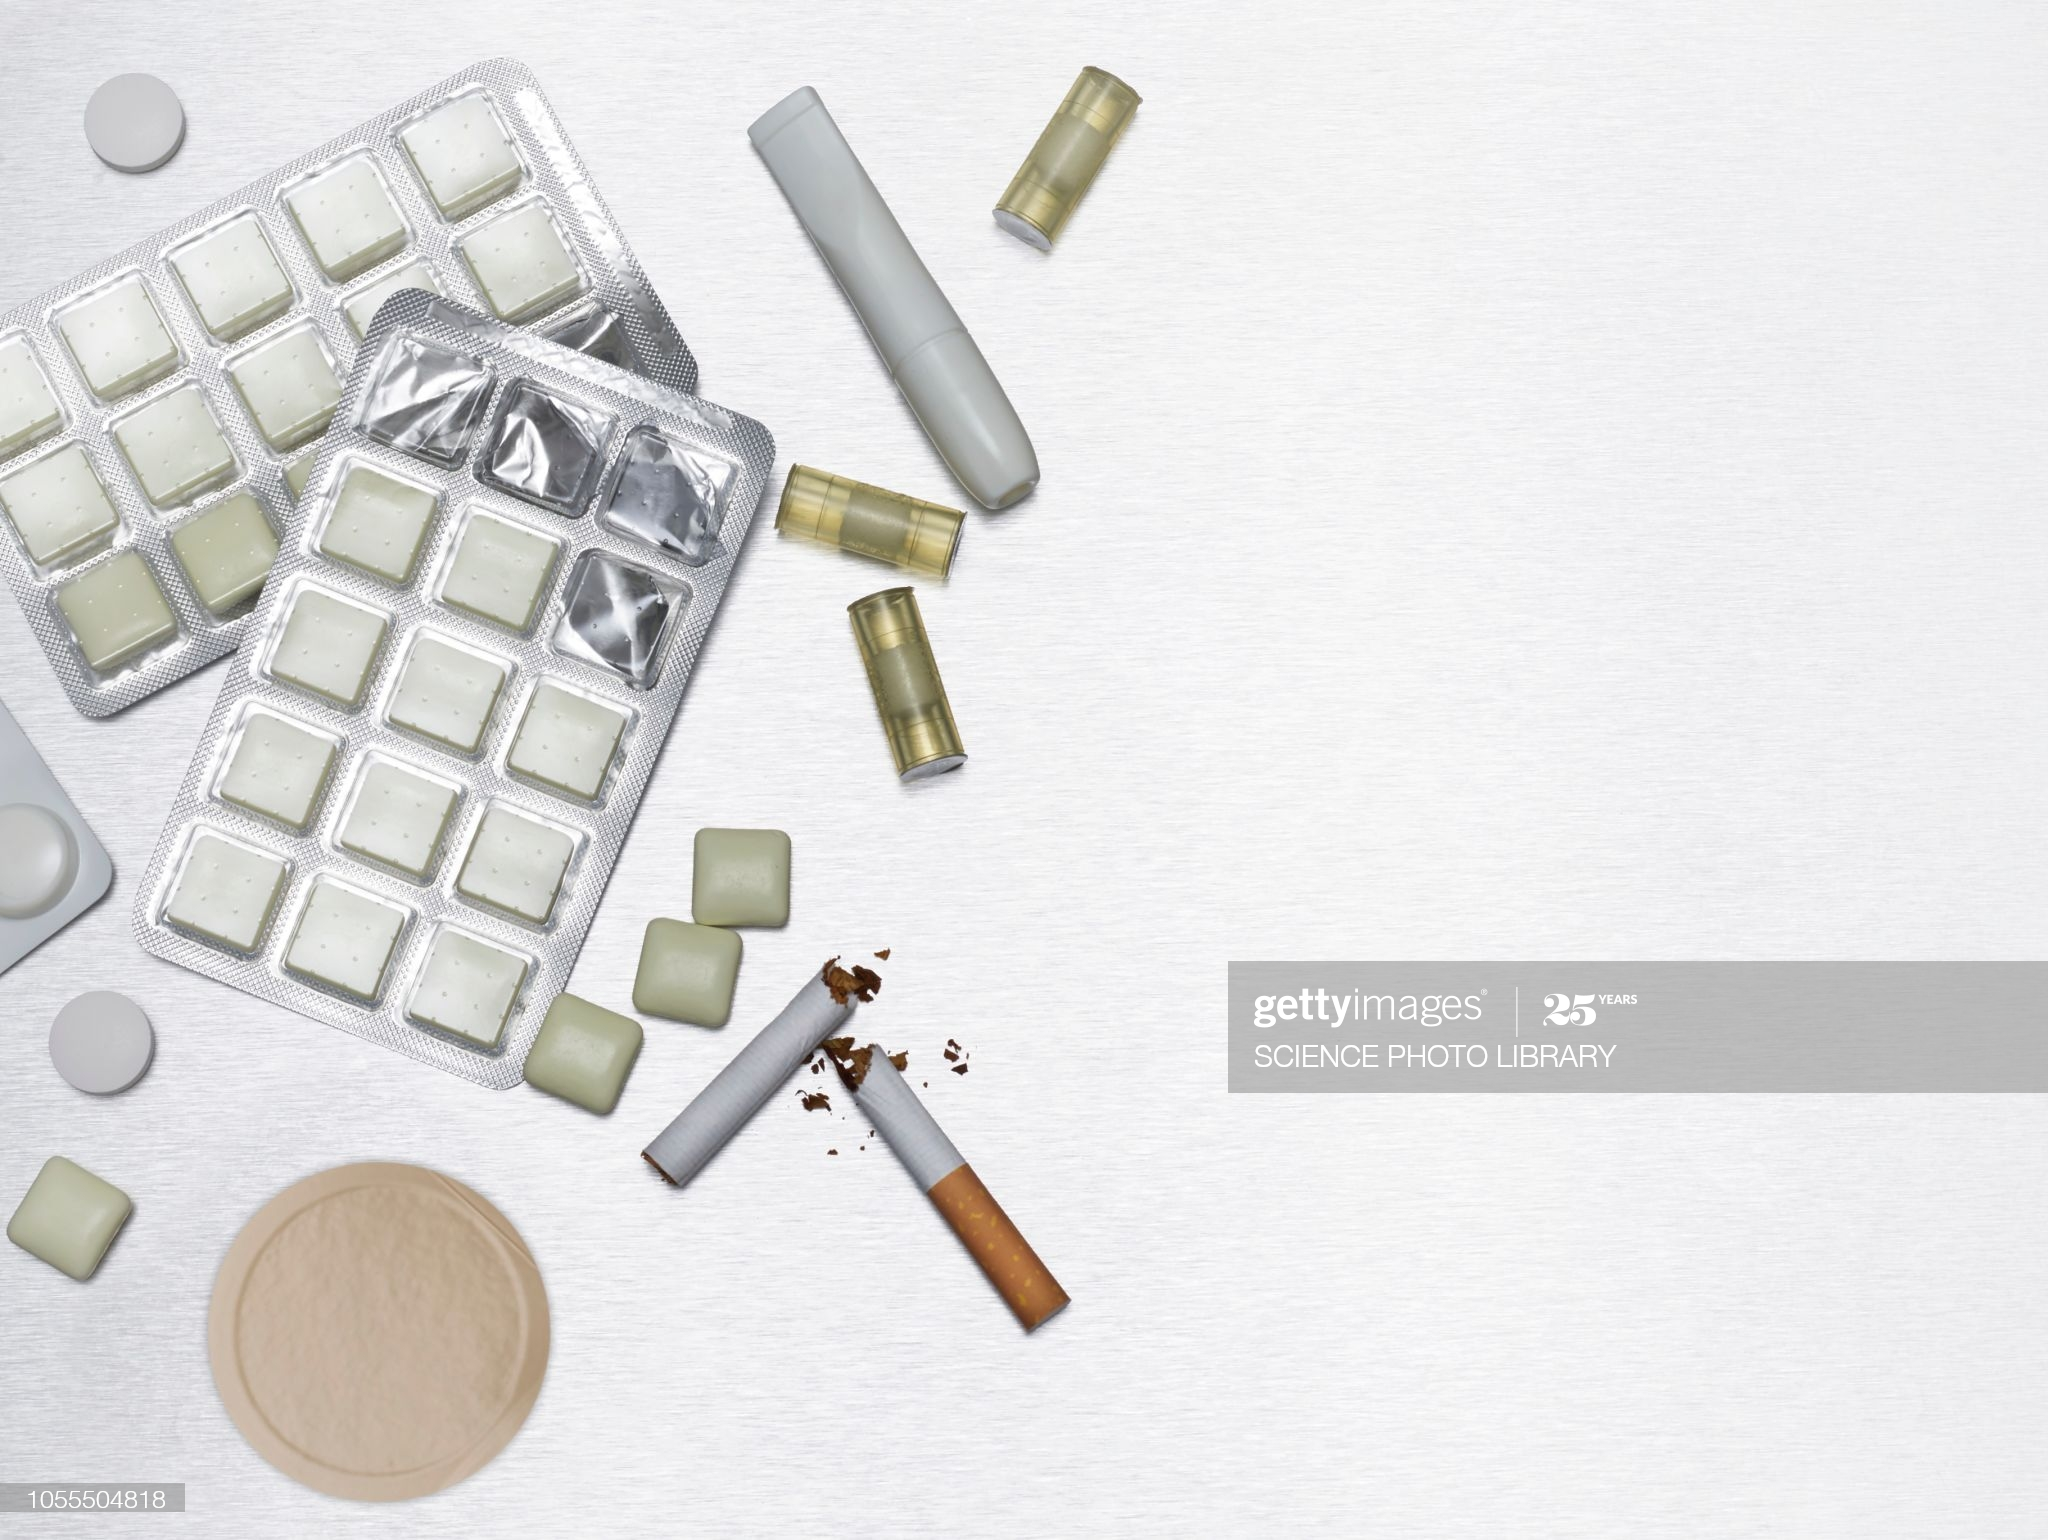 gettyimages®
25 YEARS
SCIENCE PHOTO LIBRARY
1055504818